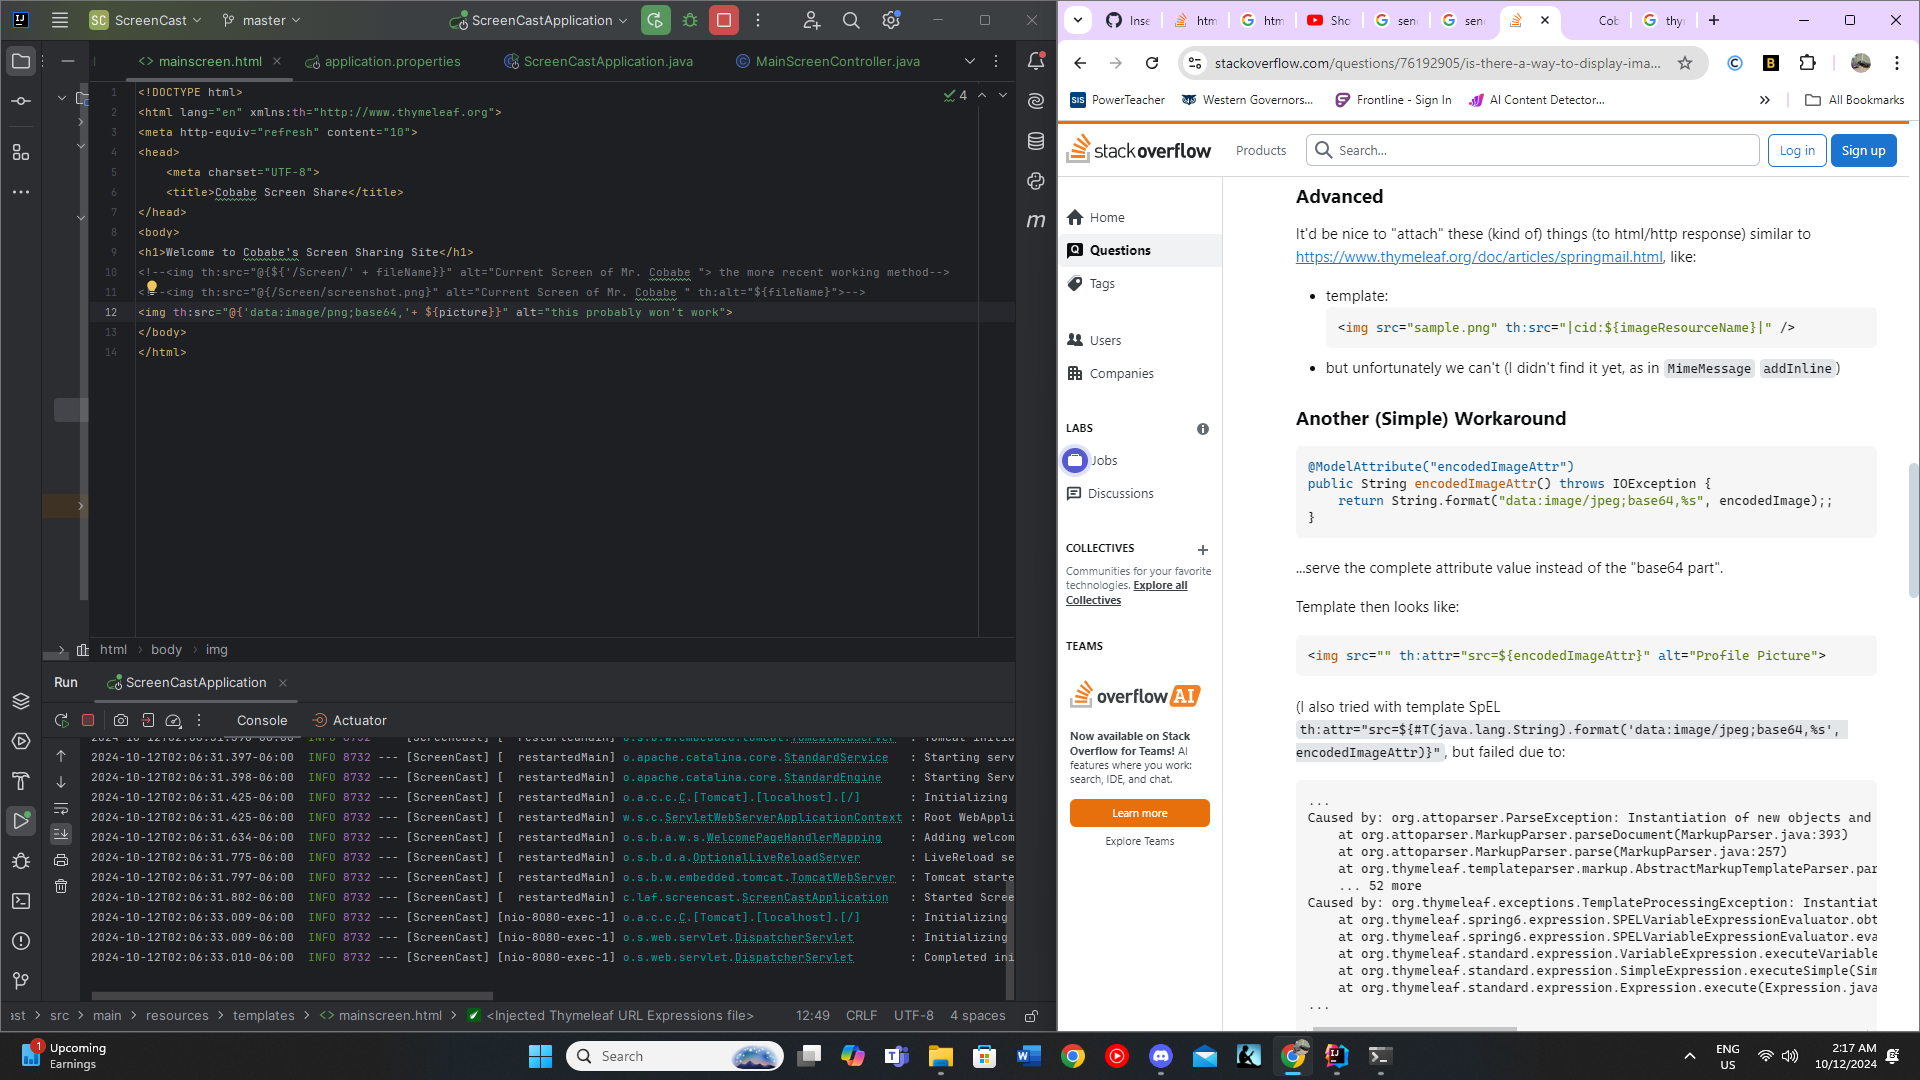 SC ScreenCast
master
ScreenCastApplication
mainscreen.html
application.properties
ScreenCastApplication.java
MainScreenController.java
4
1 <!DOCTYPE html>
2 <html lang="en" xmlns:th="http://www.thymeleaf.org">
3 <meta http-equiv="refresh" content="10">
4 <head>
5 <meta charset="UTF-8">
6 <title>Cobabe Screen Share</title>
7 </head>
8 <body>
9 <h1>Welcome to Cobabe's Screen Sharing Site</h1>
10 <!--<img th:src="@{${'/Screen/' + fileName}}" alt="Current Screen of Mr. Cobabe "> the more recent working method-->
11 <!--<img th:src="@{/Screen/screenshot.png}" alt="Current Screen of Mr. Cobabe " th:alt="${fileName}">-->
12 <img th:src="@{'data:image/png;base64,'+ ${picture}}" alt="this probably won't work">
13 </body>
14 </html>
html
body
img
Run
ScreenCastApplication
Console
Actuator
2024-10-12T02:06:31.397-06:00 INFO 8732 --- [ScreenCast] [ restartedMain] o.apache.catalina.core.StandardService : Starting serv
2024-10-12T02:06:31.398-06:00 INFO 8732 --- [ScreenCast] [ restartedMain] o.apache.catalina.core.StandardEngine : Starting Serv
2024-10-12T02:06:31.425-06:00 INFO 8732 --- [ScreenCast] [ restartedMain] o.a.c.c.C.[Tomcat].[localhost].[/] : Initializing
2024-10-12T02:06:31.425-06:00 INFO 8732 --- [ScreenCast] [ restartedMain] w.s.c.ServletWebServerApplicationContext : Root WebAppli
2024-10-12T02:06:31.634-06:00 INFO 8732 --- [ScreenCast] [ restartedMain] o.s.b.a.w.s.WelcomePageHandlerMapping : Adding welcom
2024-10-12T02:06:31.775-06:00 INFO 8732 --- [ScreenCast] [ restartedMain] o.s.b.d.a.OptionalLiveReloadServer : LiveReload se
2024-10-12T02:06:31.797-06:00 INFO 8732 --- [ScreenCast] [ restartedMain] o.s.b.w.embedded.tomcat.TomcatWebServer : Tomcat starte
2024-10-12T02:06:31.802-06:00 INFO 8732 --- [ScreenCast] [ restartedMain] c.laf.screencast.ScreenCastApplication : Started Scree
2024-10-12T02:06:33.009-06:00 INFO 8732 --- [ScreenCast] [nio-8080-exec-1] o.a.c.c.C.[Tomcat].[localhost].[/] : Initializing
2024-10-12T02:06:33.009-06:00 INFO 8732 --- [ScreenCast] [nio-8080-exec-1] o.s.web.servlet.DispatcherServlet : Initializing
2024-10-12T02:06:33.010-06:00 INFO 8732 --- [ScreenCast] [nio-8080-exec-1] o.s.web.servlet.DispatcherServlet : Completed ini
ast > src > main > resources > templates > <> mainscreen.html > <Injected Thymeleaf URL Expressions file>
12:49 CRLF UTF-8 4 spaces
Inse
htm
htm
Sho
sen
sen
Cob
thy
stackoverflow.com/questions/76192905/is-there-a-way-to-display-ima...
SIS PowerTeacher
Western Governors...
Frontline - Sign In
AI Content Detector...
All Bookmarks
stackoverflow
Products
Search...
Log in
Sign up
Home
Questions
Tags
Users
Companies
LABS
Jobs
Discussions
COLLECTIVES
Communities for your favorite
technologies. Explore all
Collectives
TEAMS
overflow AI
Now available on Stack
Overflow for Teams! AI
features where you work:
search, IDE, and chat.
Learn more
Explore Teams
Advanced
It'd be nice to "attach" these (kind of) things (to html/http response) similar to
https://www.thymeleaf.org/doc/articles/springmail.html, like:
• template:
<img src="sample.png" th:src="|cid:${imageResourceName}|" />
• but unfortunately we can't (I didn't find it yet, as in MimeMessage addInline)
Another (Simple) Workaround
@ModelAttribute("encodedImageAttr")
public String encodedImageAttr() throws IOException {
return String.format("data:image/jpeg;base64,%s", encodedImage);;
}
...serve the complete attribute value instead of the "base64 part".
Template then looks like:
<img src="" th:attr="src=${encodedImageAttr}" alt="Profile Picture">
(I also tried with template SpEL
th:attr="src=${#T(java.lang.String).format('data:image/jpeg;base64,%s',
encodedImageAttr)}", but failed due to:
...
Caused by: org.attoparser.ParseException: Instantiation of new objects and
at org.attoparser.MarkupParser.parseDocument(MarkupParser.java:393)
at org.attoparser.MarkupParser.parse(MarkupParser.java:257)
at org.thymeleaf.templateparser.markup.AbstractMarkupTemplateParser.par
... 52 more
Caused by: org.thymeleaf.exceptions.TemplateProcessingException: Instantiat
at org.thymeleaf.spring6.expression.SPELVariableExpressionEvaluator.obt
at org.thymeleaf.spring6.expression.SPELVariableExpressionEvaluator.eva
at org.thymeleaf.standard.expression.VariableExpression.executeVariable
at org.thymeleaf.standard.expression.SimpleExpression.executeSimple(Sim
at org.thymeleaf.standard.expression.Expression.execute(Expression.java
...
1
Upcoming
Earnings
Search
ENG
US
2:17 AM
10/12/2024